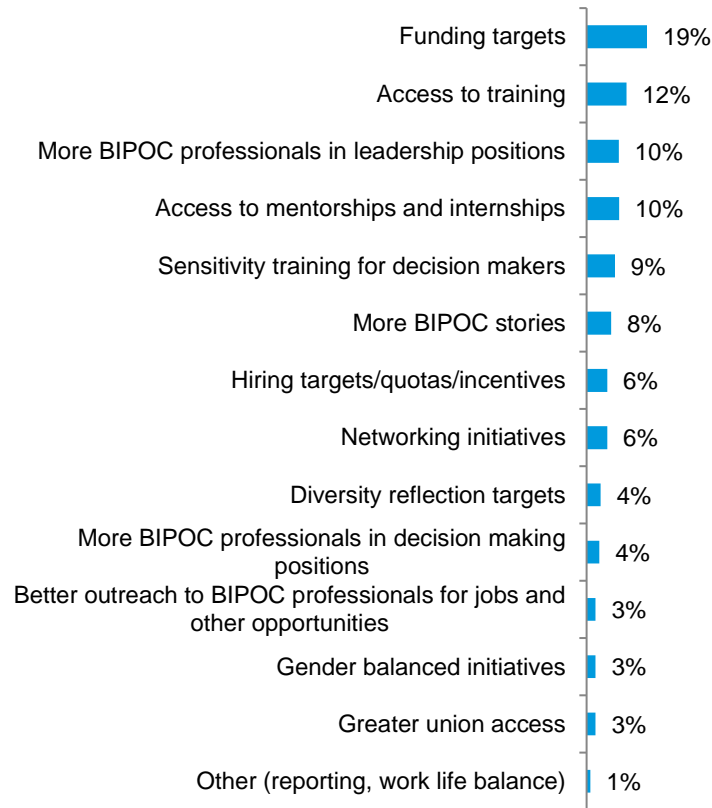 Funding targets 19%
Access to training 12%
More BIPOC professionals in leadership positions 10%
Access to mentorships and internships 10%
Sensitivity training for decision makers 9%
More BIPOC stories 8%
Hiring targets/quotas/incentives 6%
Networking initiatives 6%
Diversity reflection targets 4%
More BIPOC professionals in decision making
positions 4%
Better outreach to BIPOC professionals for jobs and
other opportunities 3%
Gender balanced initiatives 3%
Greater union access 3%
Other (reporting, work life balance) 1%